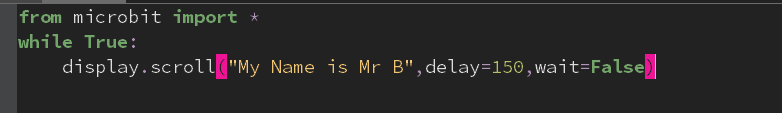 from microbit import *
while True:
    display.scroll("My Name is Mr B",delay=150,wait=False)